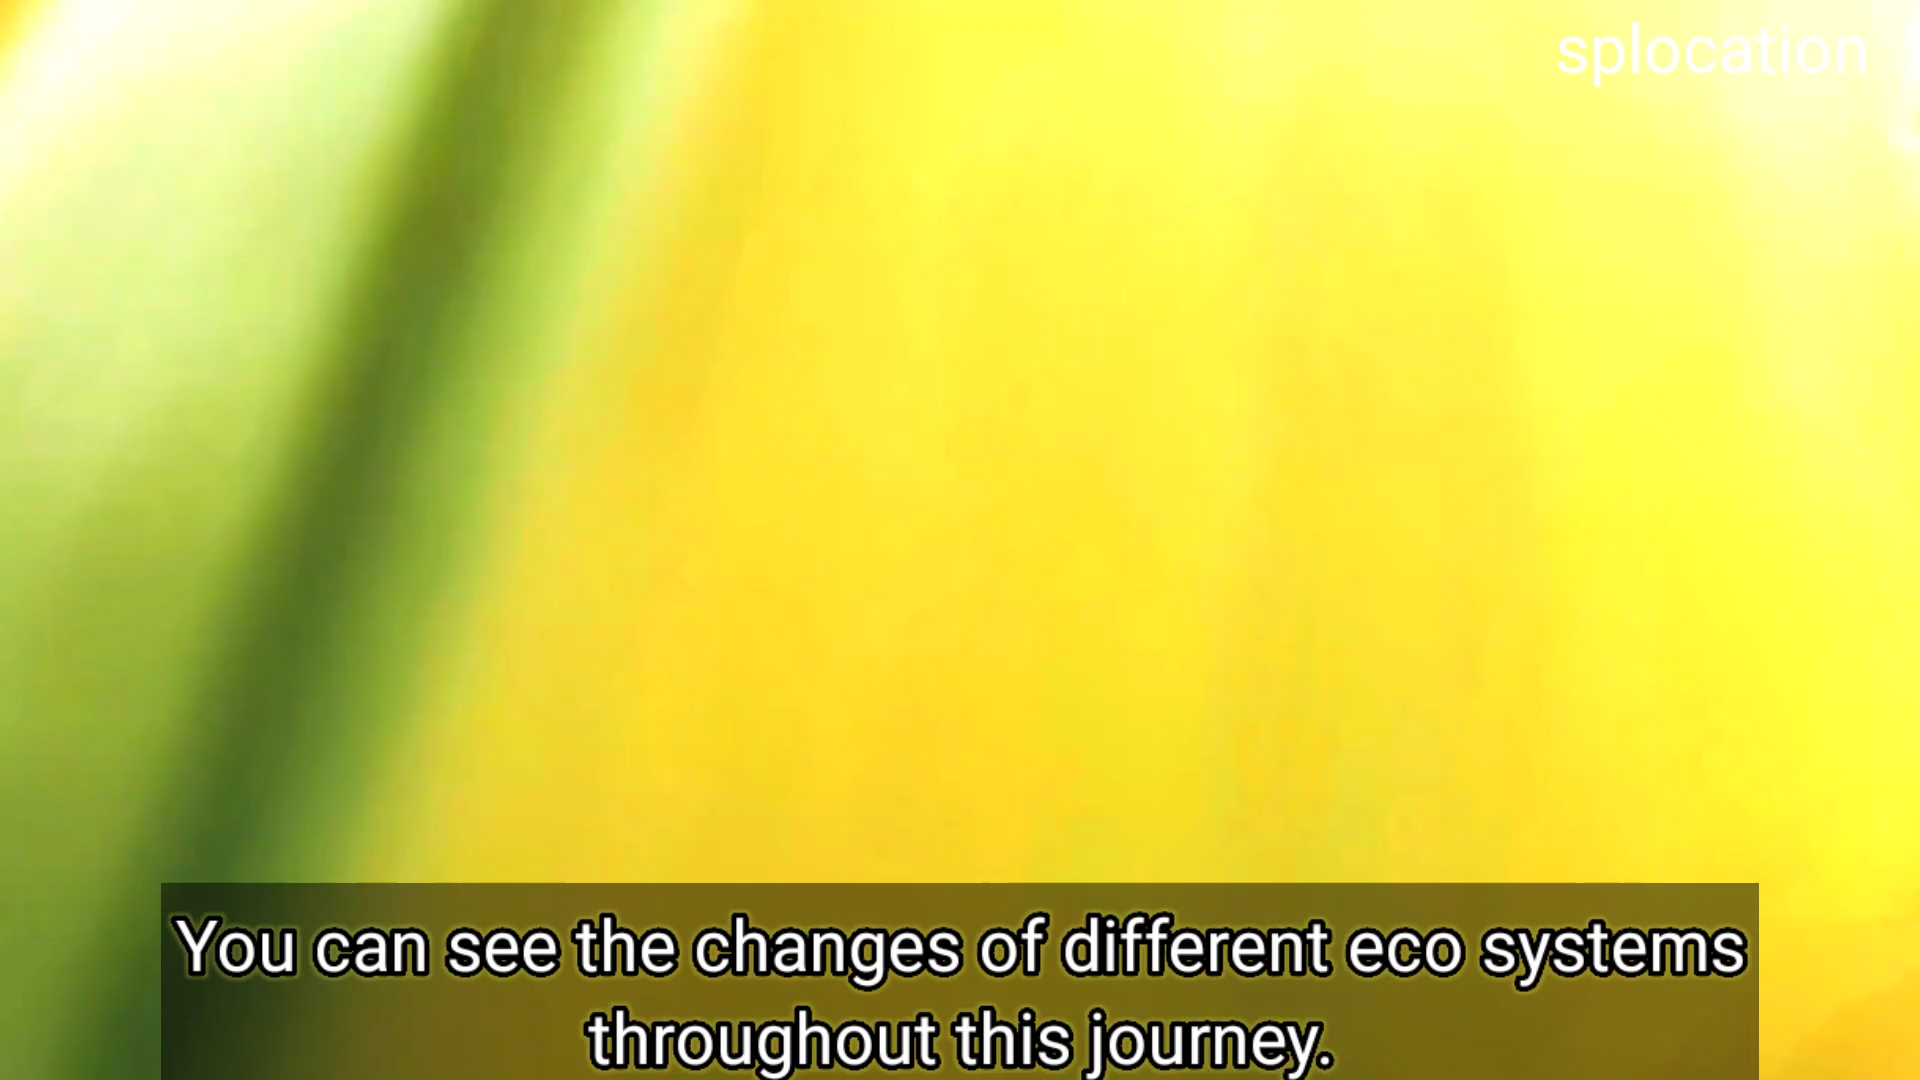 splocation
You can see the changes of different eco systems
throughout this journey.